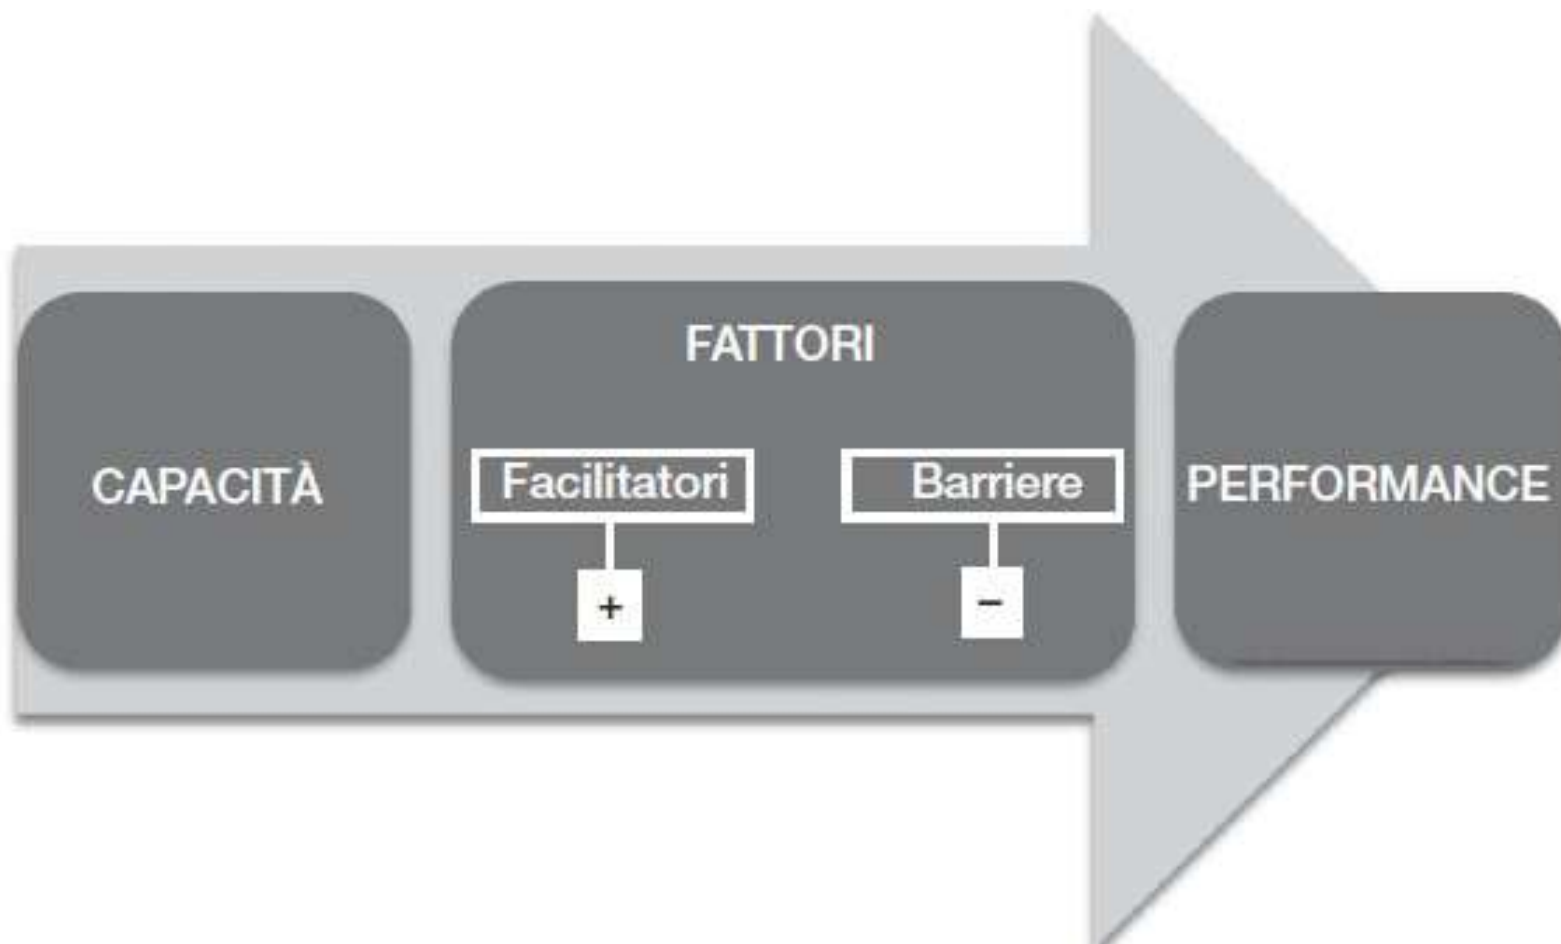 FATTORI
CAPACITÀ
Facilitatori
Barriere
PERFORMANCE
+
−